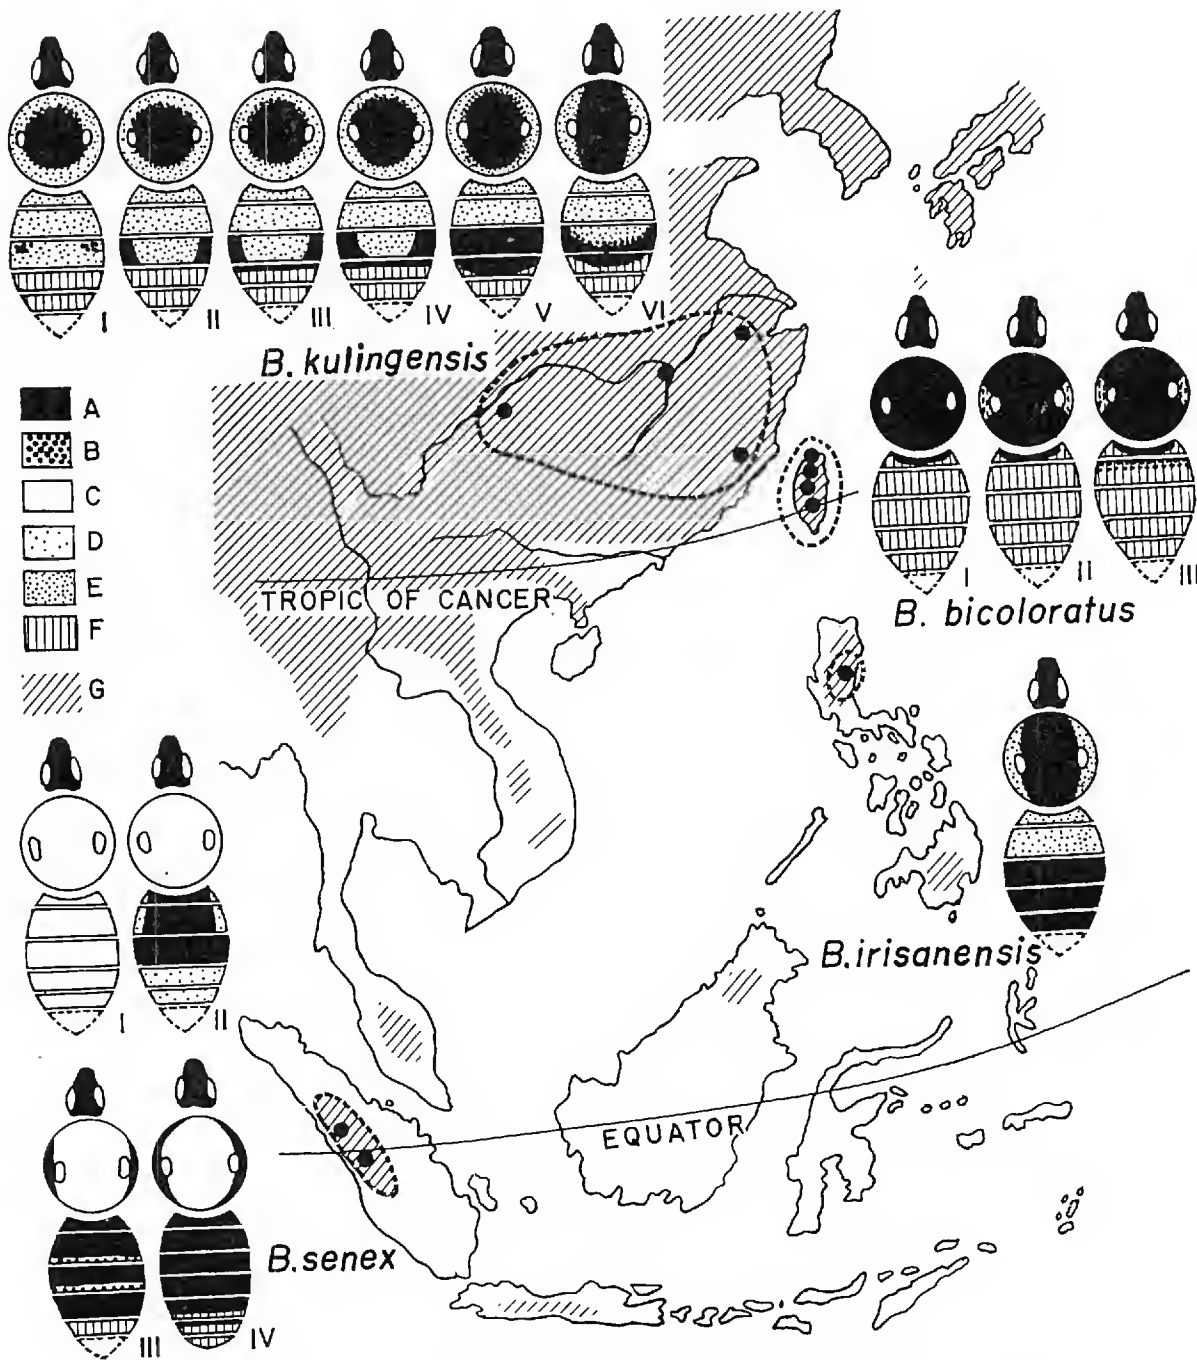 I II III IV V VI
B. kulingensis
A
B
C
D
E
F
G
TROPIC OF CANCER
I II III
B. bicoloratus
B. irisanensis
I II
EQUATOR
B. senex
III IV